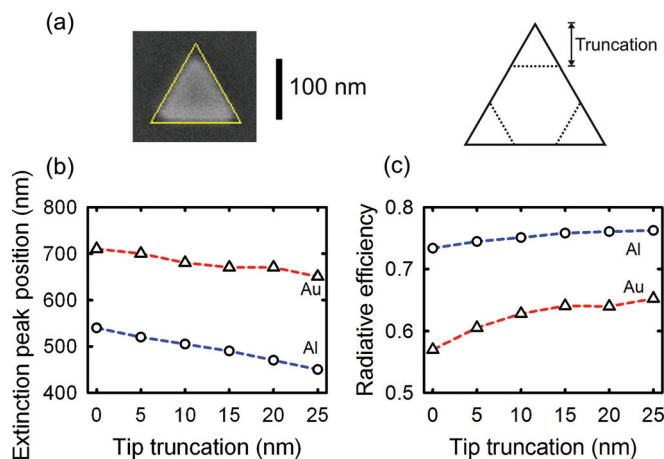 (a)
100 nm
Truncation
(b)
Extinction peak position (nm)
800
700
600
500
400
Au
Al
0 5 10 15 20 25
Tip truncation (nm)
(c)
Radiative efficiency
0.8
0.7
0.6
0.5
Al
Au
0 5 10 15 20 25
Tip truncation (nm)